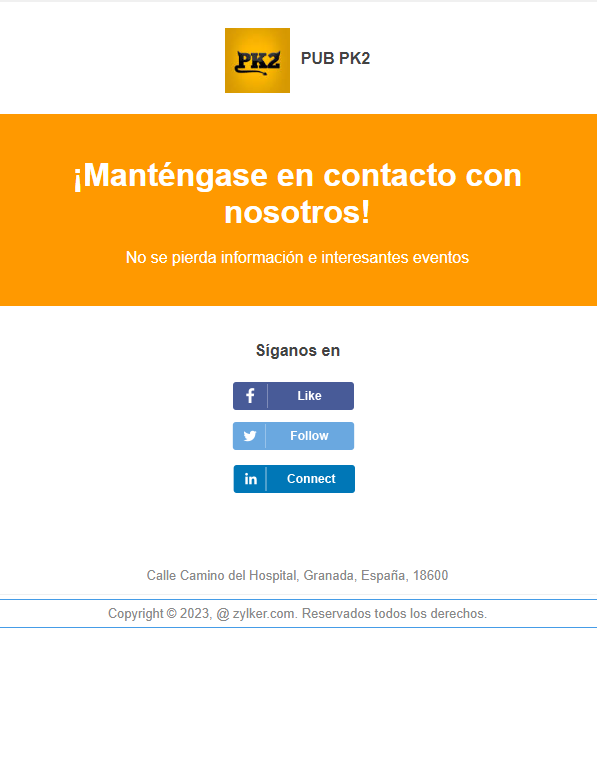 PK2
PUB PK2
¡Manténgase en contacto con
nosotros!
No se pierda información e interesantes eventos
Síganos en
f Like
Follow
in Connect
Calle Camino del Hospital, Granada, España, 18600
Copyright © 2023, @ zylker.com. Reservados todos los derechos.